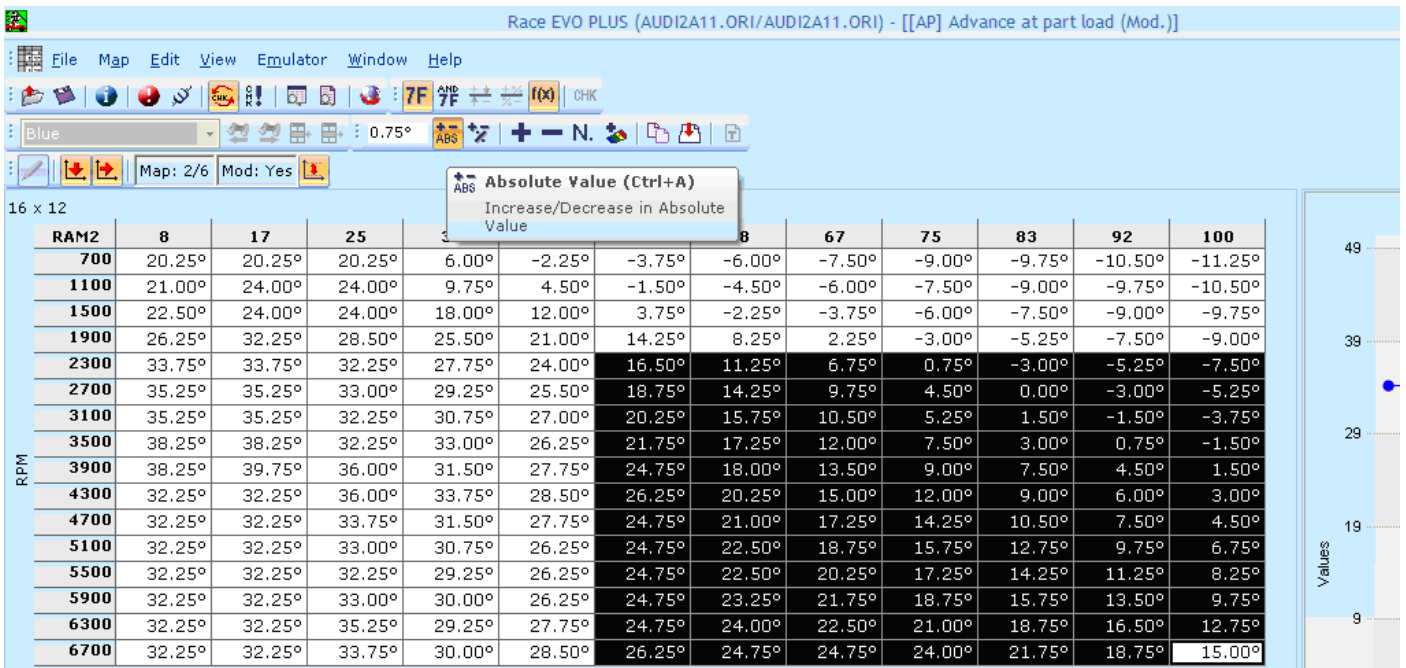 Race EVO PLUS (AUDI2A11.ORI/AUDI2A11.ORI) - [[AP] Advance at part load (Mod.)]
File Map Edit View Emulator Window Help
7F AND 7F f(x) CHK
Blue 0.75° ABS N.
Map: 2/6 Mod: Yes
ABS Absolute Value (Ctrl+A)
Increase/Decrease in Absolute
Value
16 x 12
RAM2 8 17 25 3 8 67 75 83 92 100
700 20.25° 20.25° 20.25° 6.00° -2.25° -3.75° -6.00° -7.50° -9.00° -9.75° -10.50° -11.25°
1100 21.00° 24.00° 24.00° 9.75° 4.50° -1.50° -4.50° -6.00° -7.50° -9.00° -9.75° -10.50°
1500 22.50° 24.00° 24.00° 18.00° 12.00° 3.75° -2.25° -3.75° -6.00° -7.50° -9.00° -9.75°
1900 26.25° 32.25° 28.50° 25.50° 21.00° 14.25° 8.25° 2.25° -3.00° -5.25° -7.50° -9.00°
2300 33.75° 33.75° 32.25° 27.75° 24.00° 16.50° 11.25° 6.75° 0.75° -3.00° -5.25° -7.50°
2700 35.25° 35.25° 33.00° 29.25° 25.50° 18.75° 14.25° 9.75° 4.50° 0.00° -3.00° -5.25°
3100 35.25° 35.25° 32.25° 30.75° 27.00° 20.25° 15.75° 10.50° 5.25° 1.50° -1.50° -3.75°
3500 38.25° 38.25° 32.25° 33.00° 26.25° 21.75° 17.25° 12.00° 7.50° 3.00° 0.75° -1.50°
3900 38.25° 39.75° 36.00° 31.50° 27.75° 24.75° 18.00° 13.50° 9.00° 7.50° 4.50° 1.50°
4300 32.25° 32.25° 36.00° 33.75° 28.50° 26.25° 20.25° 15.00° 12.00° 9.00° 6.00° 3.00°
4700 32.25° 32.25° 33.75° 31.50° 27.75° 24.75° 21.00° 17.25° 14.25° 10.50° 7.50° 4.50°
5100 32.25° 32.25° 33.00° 30.75° 26.25° 24.75° 22.50° 18.75° 15.75° 12.75° 9.75° 6.75°
5500 32.25° 32.25° 32.25° 29.25° 26.25° 24.75° 22.50° 20.25° 17.25° 14.25° 11.25° 8.25°
5900 32.25° 32.25° 33.00° 30.00° 26.25° 24.75° 23.25° 21.75° 18.75° 15.75° 13.50° 9.75°
6300 32.25° 32.25° 35.25° 29.25° 27.75° 24.75° 24.00° 22.50° 21.00° 18.75° 16.50° 12.75°
6700 32.25° 32.25° 33.75° 30.00° 28.50° 26.25° 24.75° 24.75° 24.00° 21.75° 18.75° 15.00°
RPM
49
39
29
19
9
Values